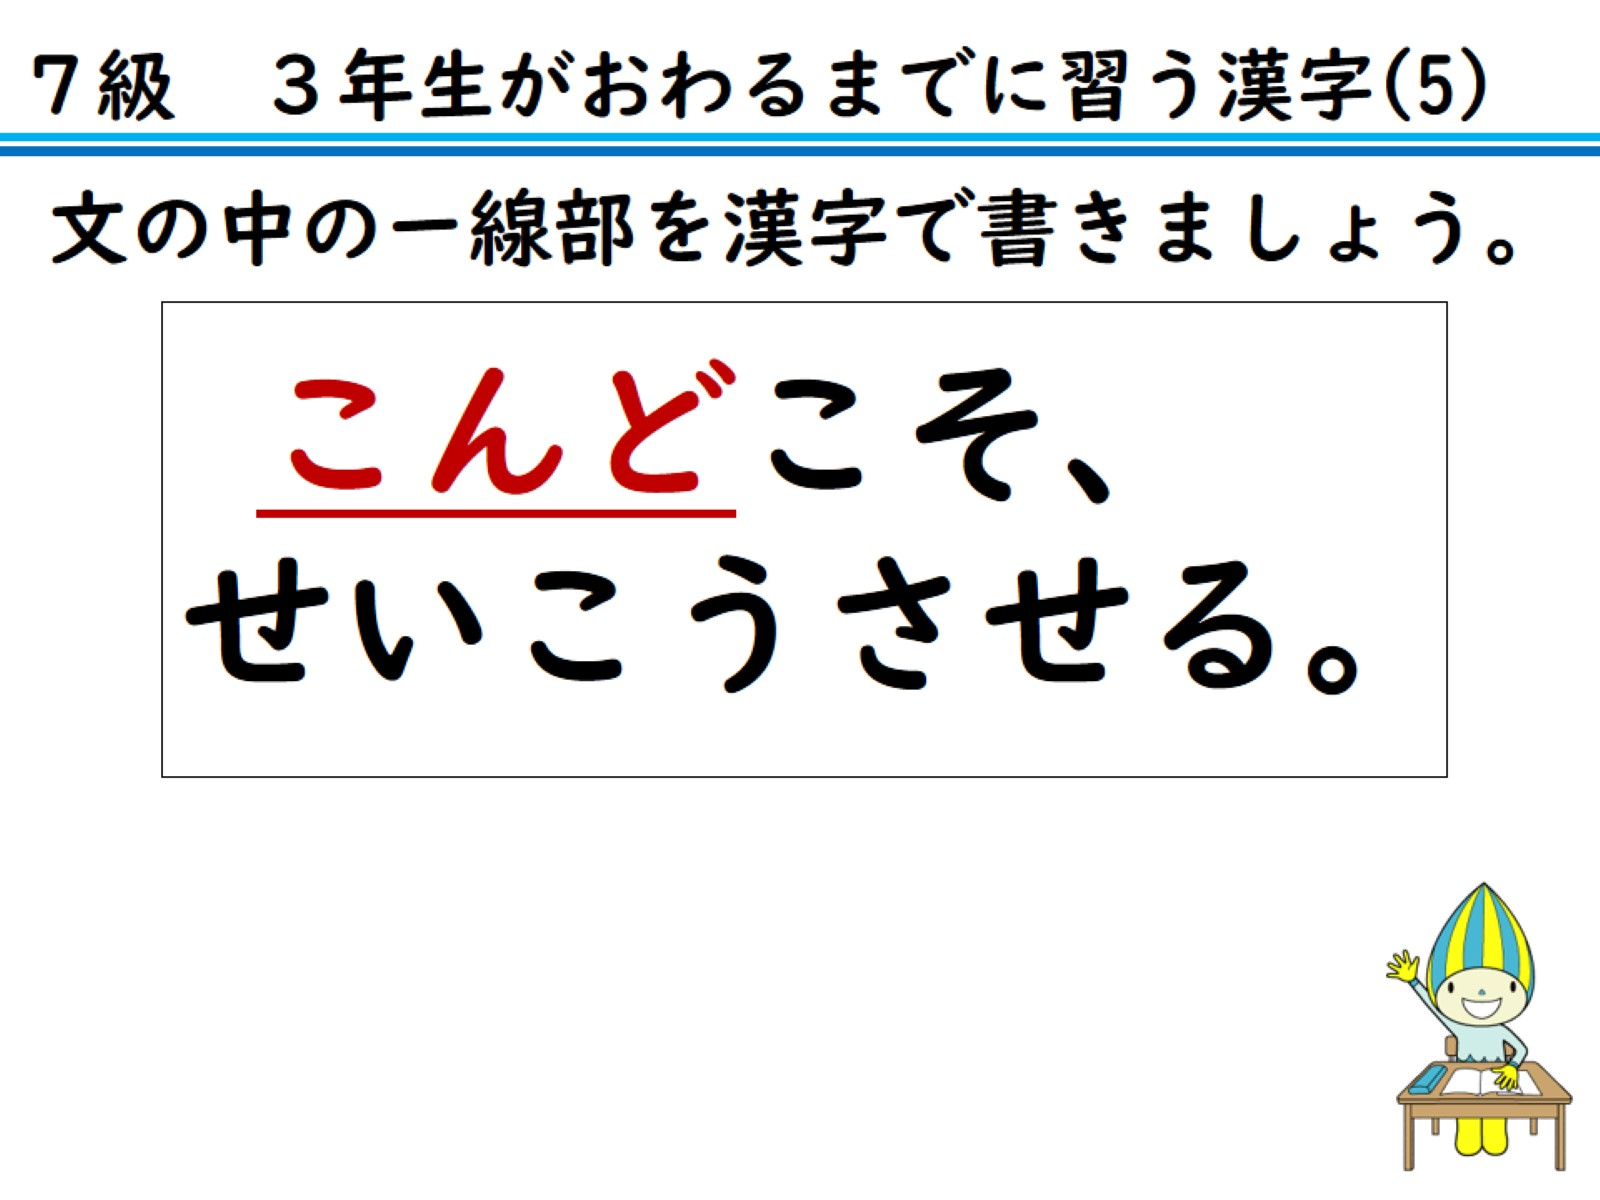 ７級　３年生がおわるまでに習う漢字(5)
文の中の―線部を漢字で書きましょう。
こんどこそ、
せいこうさせる。